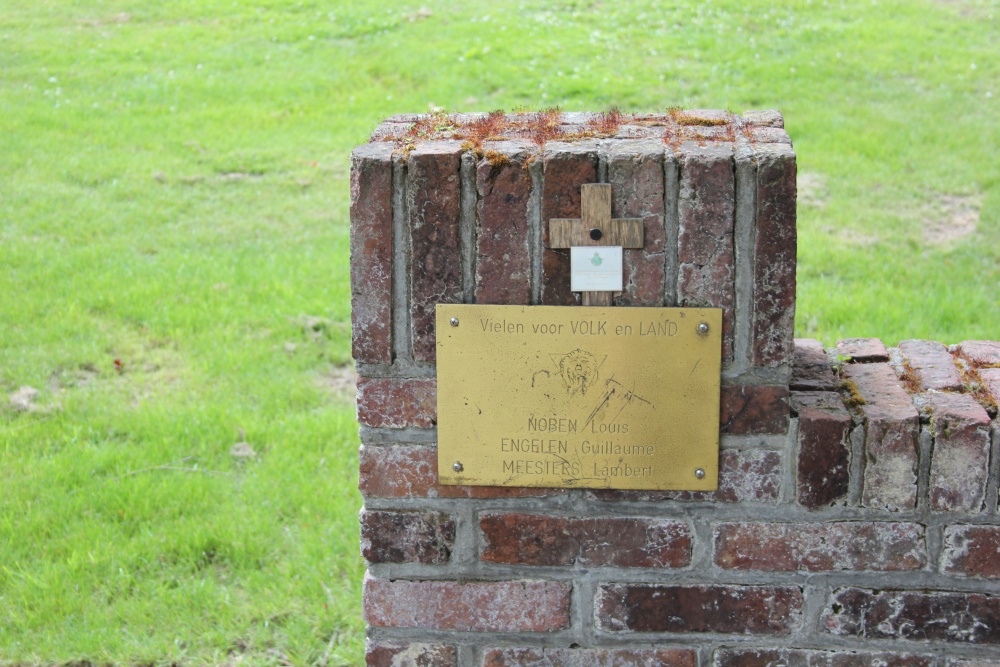 Vielen voor VOLK en LAND
NOBEN Louis
ENGELEN Guillaume
MEESTERS Lambert